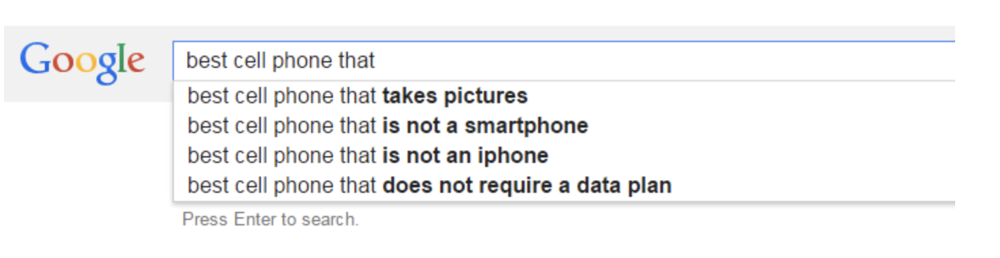 Google
best cell phone that
best cell phone that takes pictures
best cell phone that is not a smartphone
best cell phone that is not an iphone
best cell phone that does not require a data plan
Press Enter to search.